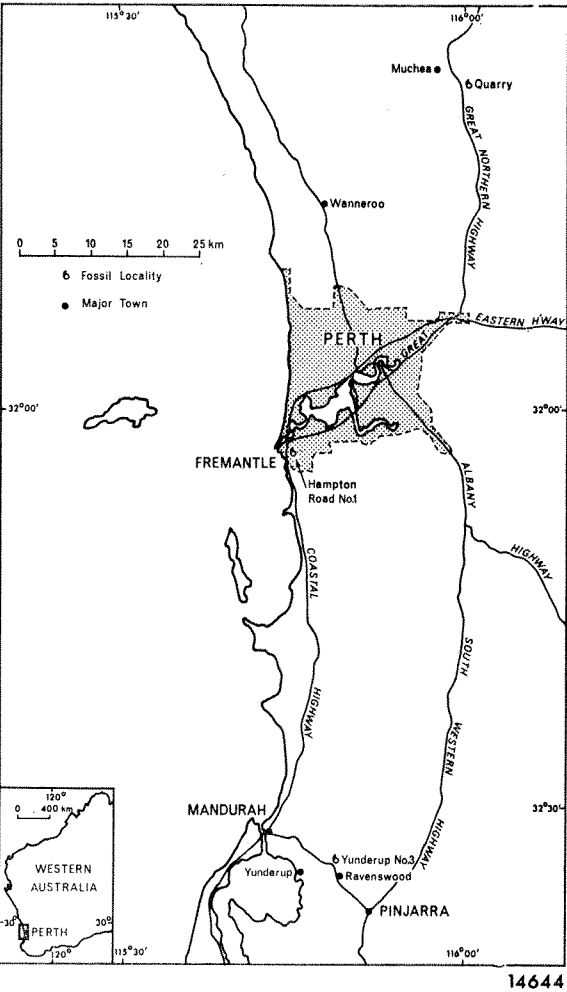 115°30'
116°00'
Muchea
Quarry
GREAT NORTHERN HIGHWAY
Wanneroo
0 5 10 15 20 25 km
Fossil Locality
Major Town
EASTERN H'WAY
PERTH
GREAT
32°00'
32°00'
FREMANTLE
Hampton
Road No.1
ALBANY
HIGHWAY
COASTAL
HIGHWAY
SOUTH
WESTERN
HIGHWAY
32°30'
MANDURAH
Yunderup No.3
Yunderup
Ravenswood
PINJARRA
120°
0 400 km
WESTERN
AUSTRALIA
30°
30°
PERTH
120°
115°30'
116°00'
14644